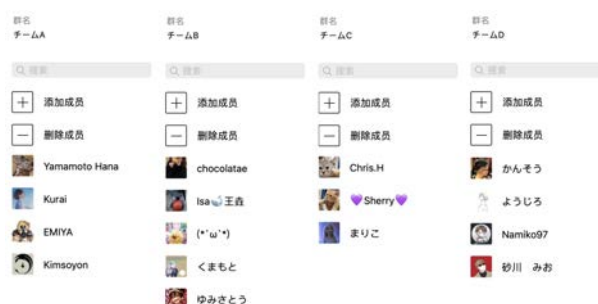 群名
チームA
搜索
添加成员
删除成员
Yamamoto Hana
Kurai
EMIYA
Kimsoyon
群名
チームB
搜索
添加成员
删除成员
chocolatae
Isa🌙王垚
(*´ω`*)
くまもと
ゆみさとう
群名
チームC
搜索
添加成员
删除成员
Chris.H
💜Sherry💜
まりこ
群名
チームD
搜索
添加成员
删除成员
かんそう
ようじろ
Namiko97
砂川 みお